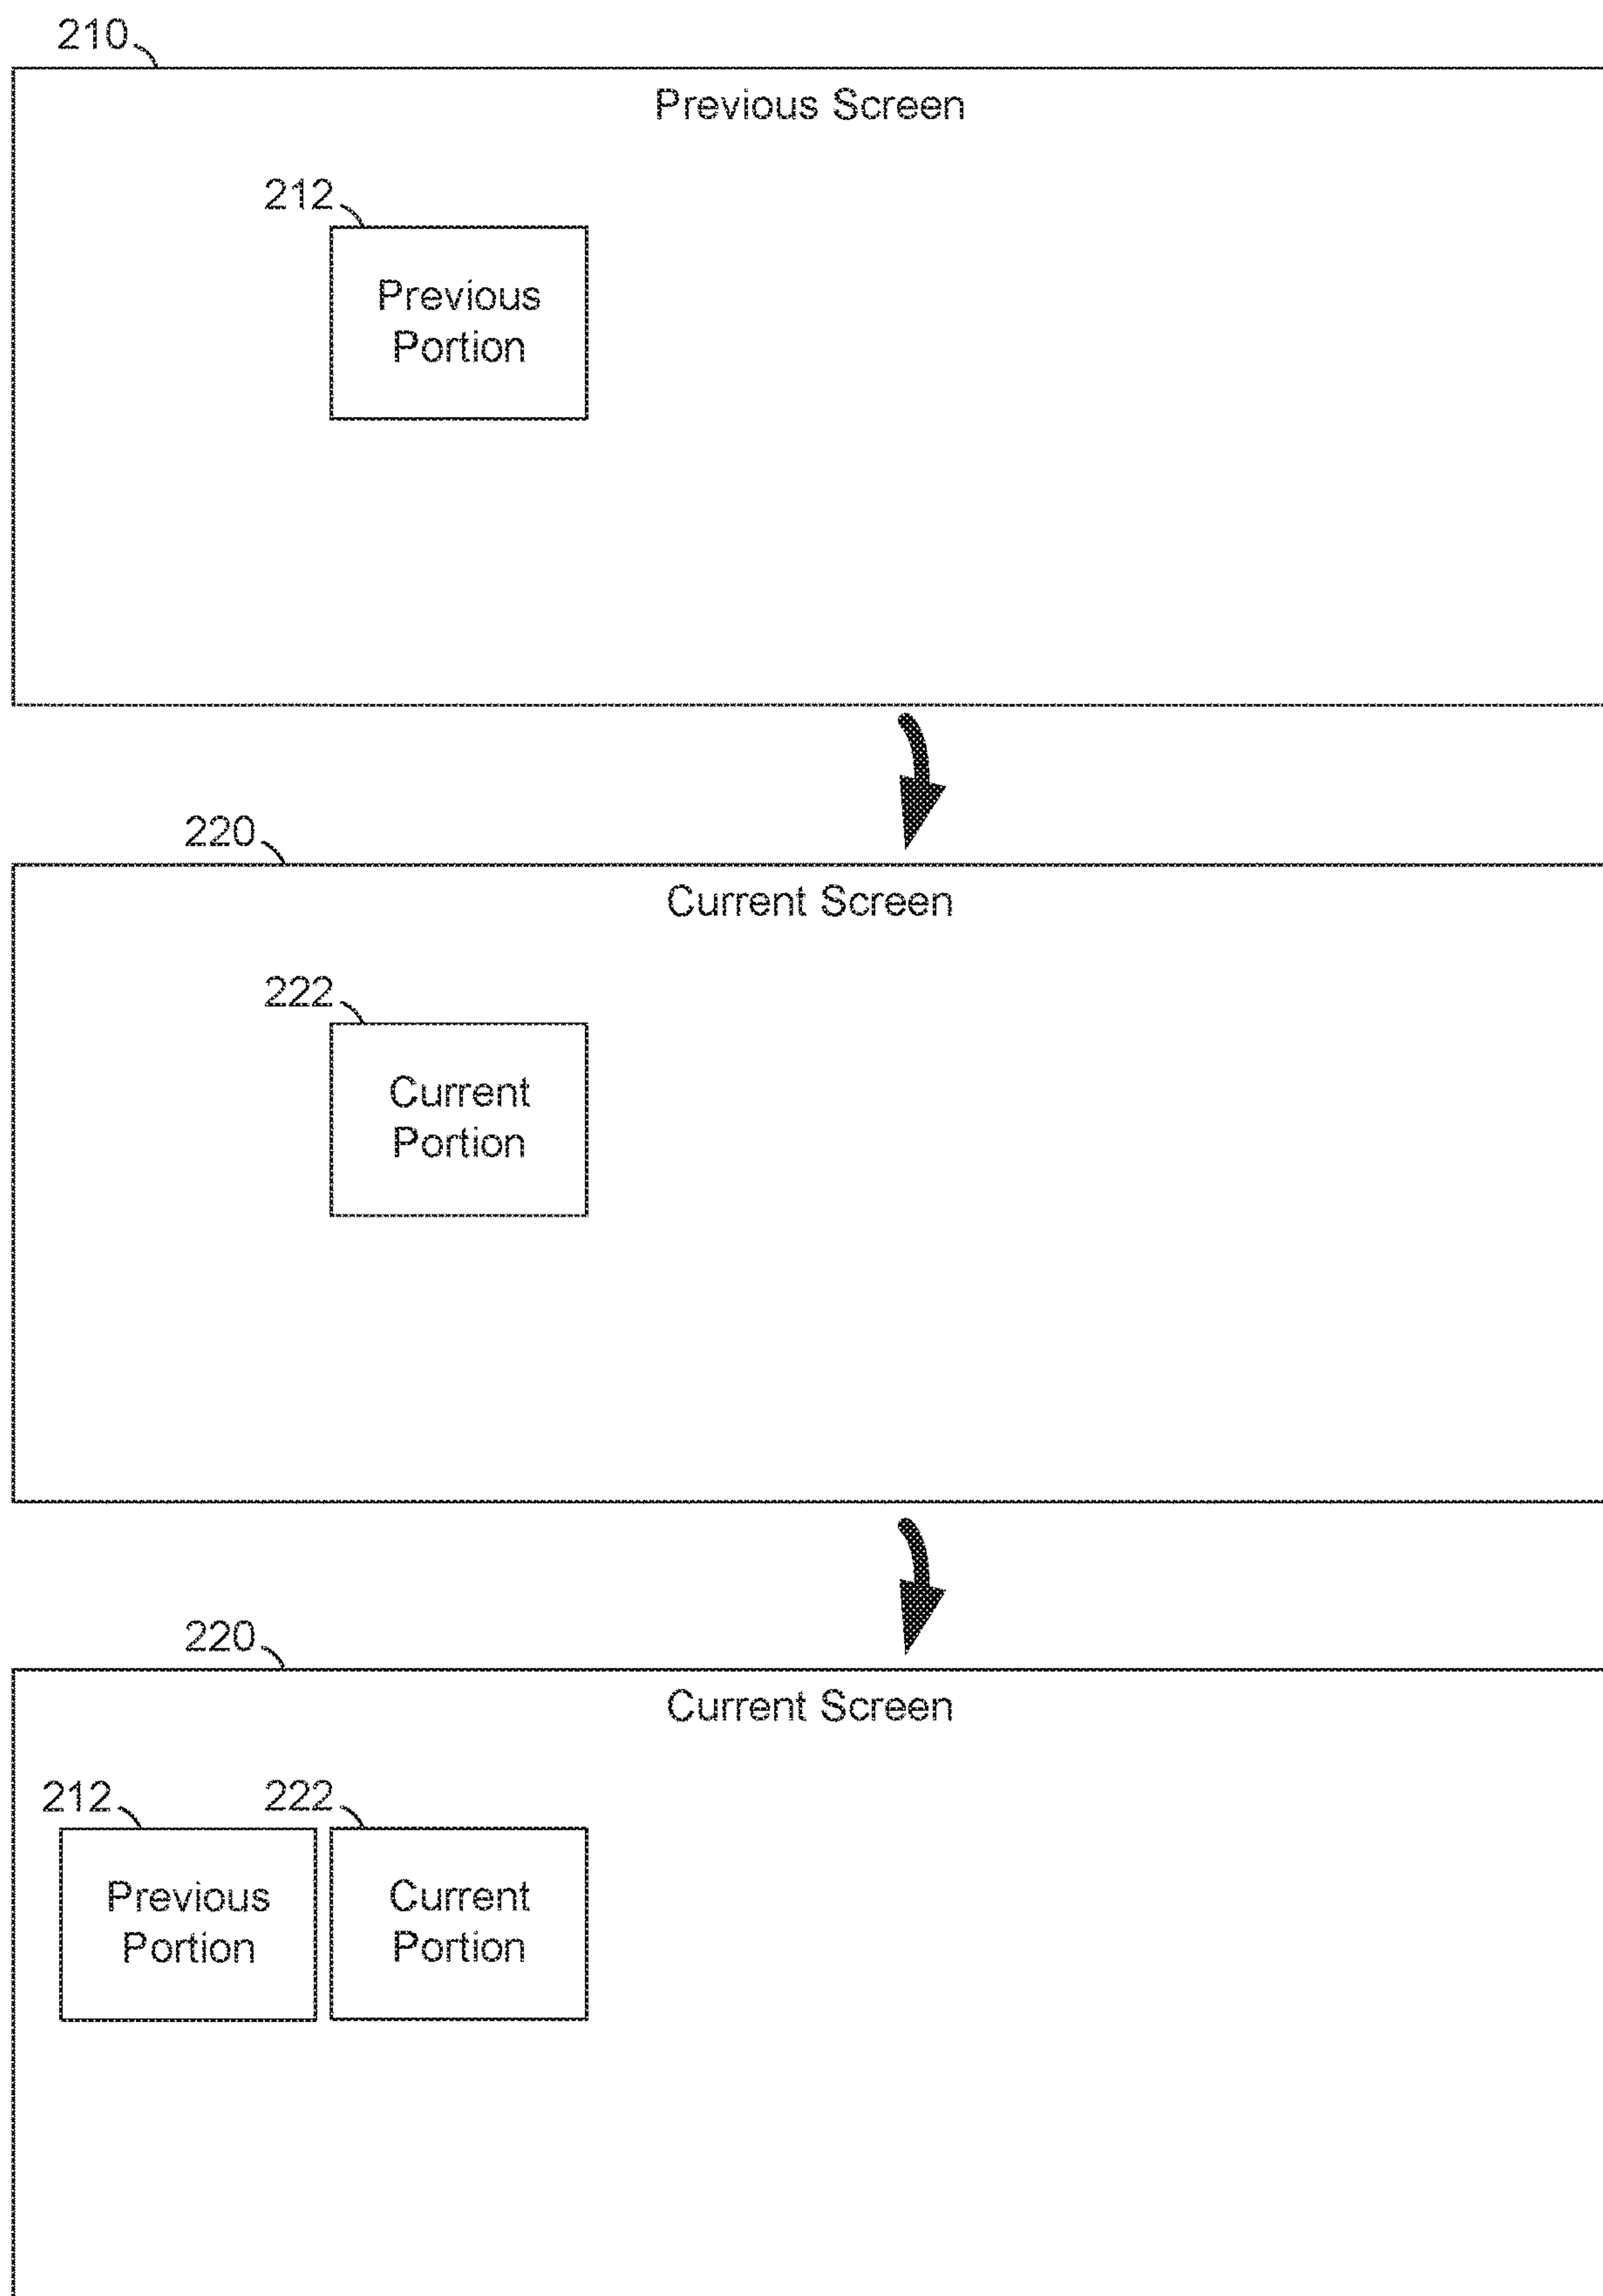 210
Previous Screen
212
Previous
Portion
220
Current Screen
222
Current
Portion
220
Current Screen
212
222
Previous
Portion
Current
Portion